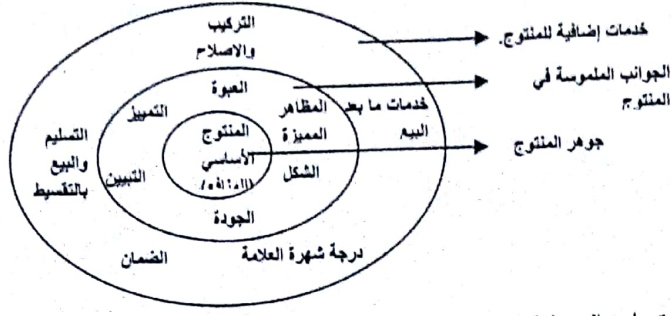 التركيب
والاصلاح
خدمات إضافية للمنتوج.
العبوة
الجوانب الملموسة في
المنتوج
التمييز
المظاهر
المميزة
خدمات ما بعد
البيع
المنتوج
الأساسي
(المنافع)
جوهر المنتوج
التسليم
والبيع
بالتقسيط
التبيين
الشكل
الجودة
درجة شهرة العلامة
الضمان